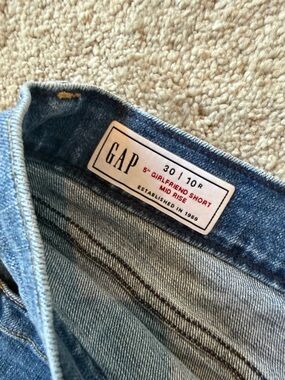 GAP
30 / 10 R
5" GIRLFRIEND SHORT
MID RISE
ESTABLISHED IN 1969